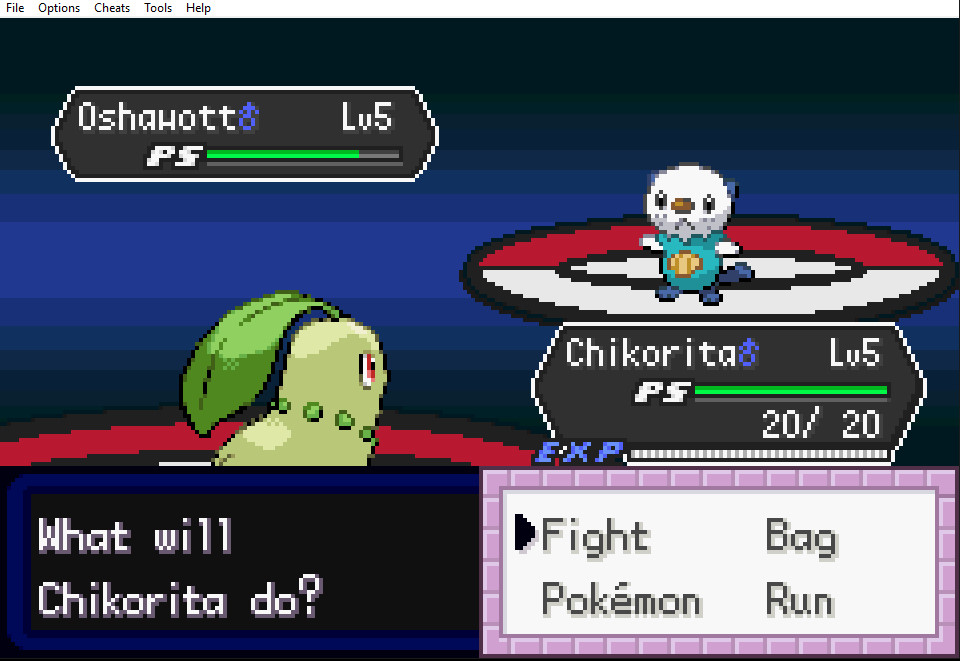 File Options Cheats Tools Help
Oshawott♂ Lv5
PS
Chikorita♂ Lv5
PS
20/ 20
EXP
What will
Chikorita do?
Fight Bag
Pokémon Run